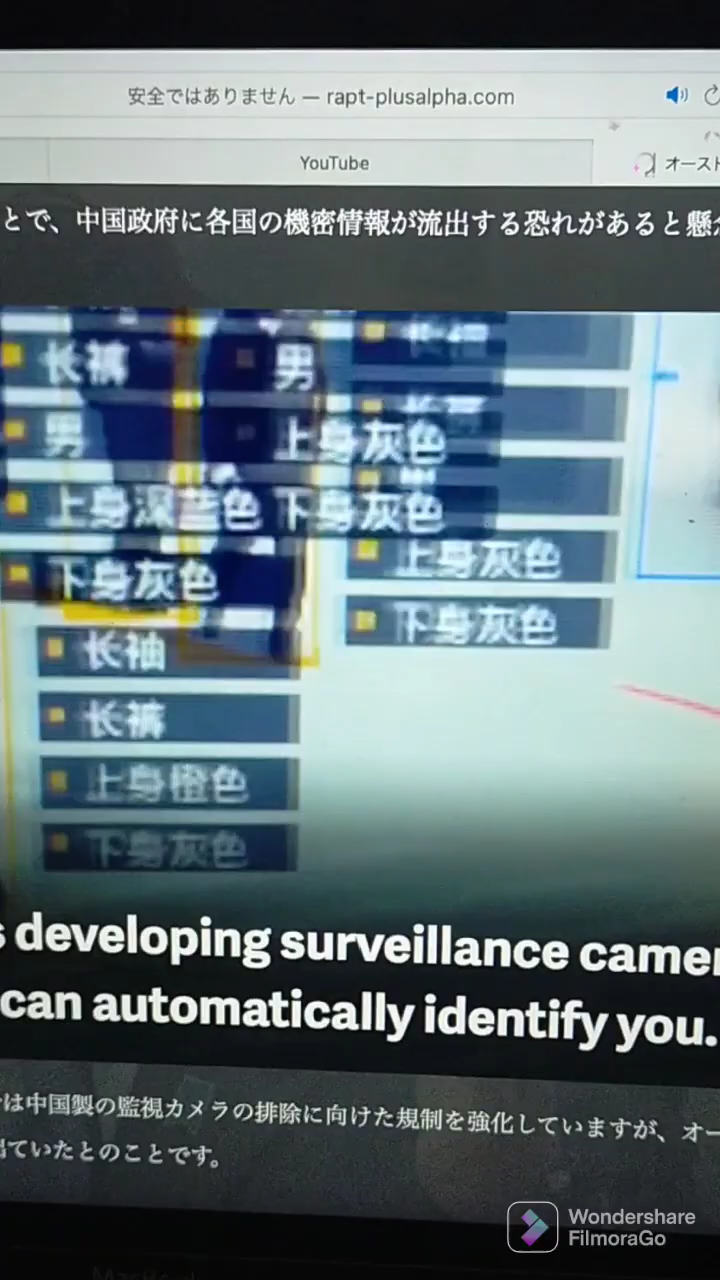 安全ではありません — rapt-plusalpha.com
YouTube
オースト
とで、中国政府に各国の機密情報が流出する恐れがあると懸念
长裤
男
男
上身灰色
上身深蓝色
下身灰色
下身灰色
上身灰色
下身灰色
长袖
长裤
上身橙色
下身灰色
s developing surveillance camer
can automatically identify you.
は中国製の監視カメラの排除に向けた規制を強化していますが、オー
ていたとのことです。
Wondershare
FilmoraGo